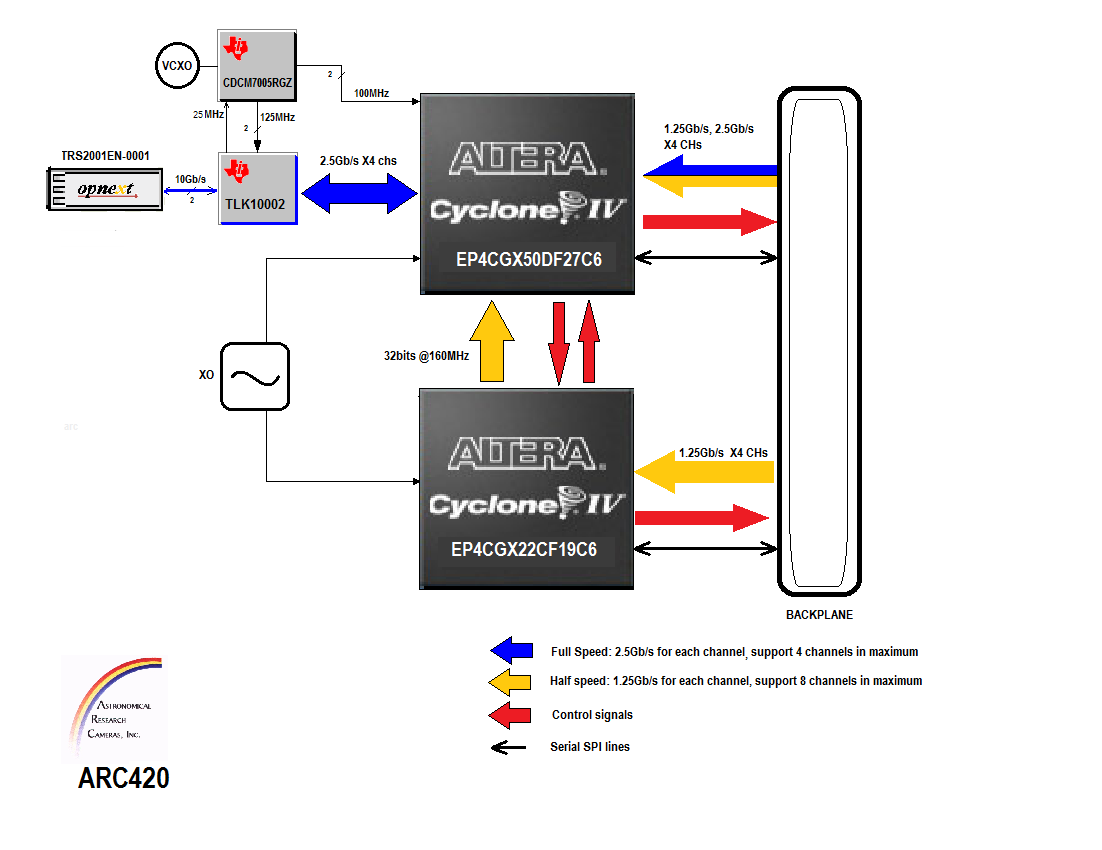 VCXO
CDCM7005RGZ
2
100MHz
25MHz
125MHz
2
TRS2001EN-0001
opnext
10Gb/s
2
TLK10002
2.5Gb/s X4 chs
ALTERA®
Cyclone IV
EP4CGX50DF27C6
1.25Gb/s, 2.5Gb/s
X4 CHs
32bits @160MHz
XO
ALTERA®
Cyclone IV
EP4CGX22CF19C6
1.25Gb/s X4 CHs
BACKPLANE
arc
Full Speed: 2.5Gb/s for each channel, support 4 channels in maximum
Half speed: 1.25Gb/s for each channel, support 8 channels in maximum
Control signals
Serial SPI lines
ASTRONOMICAL
RESEARCH
CAMERAS, INC.
ARC420